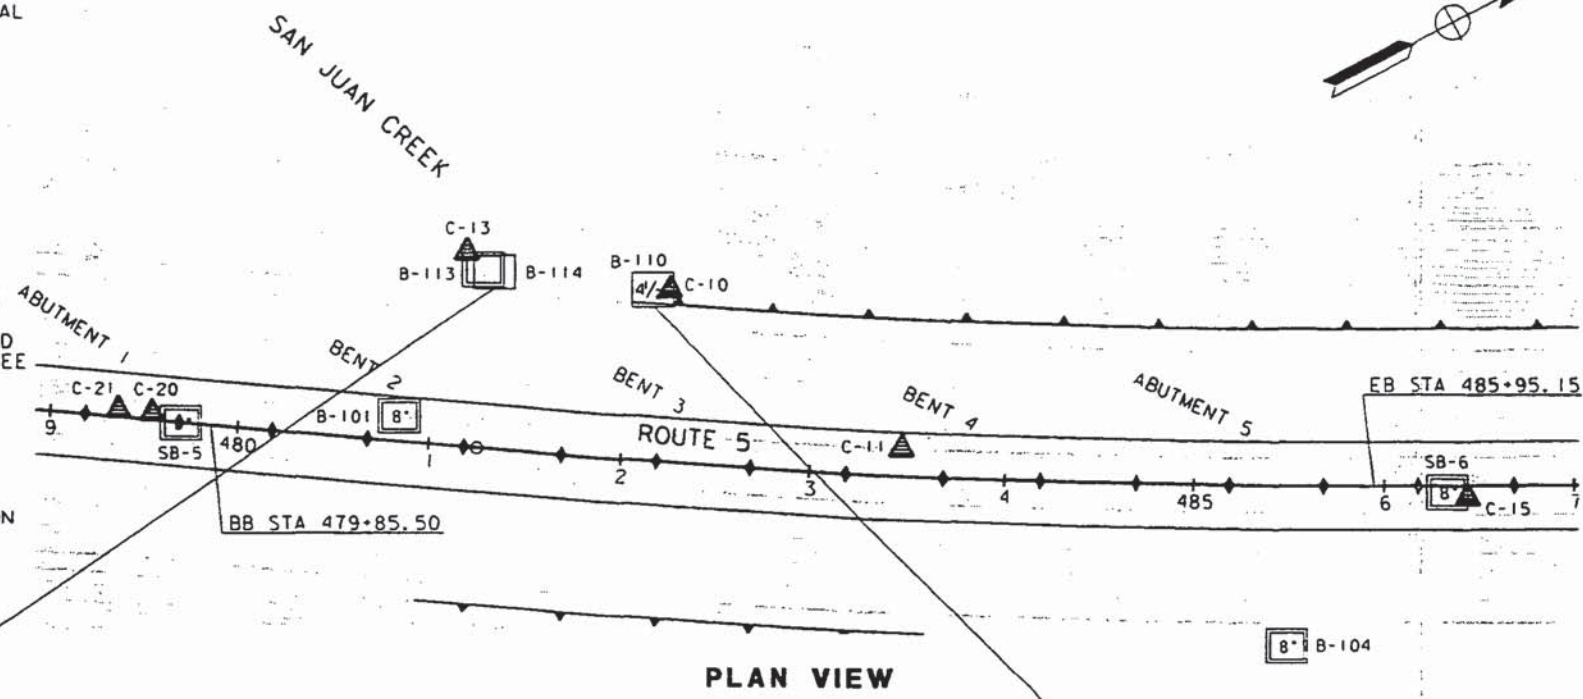 AL
SAN JUAN CREEK
C-13
B-113
B-114
B-110
4 1/2
C-10
ABUTMENT 1
D
EE
BENT 2
BENT 3
BENT 4
ABUTMENT 5
EB STA 485+95.15
C-21
C-20
B-101
8"
9
480
SB-5
1
ROUTE 5
2
3
C-11
4
485
6
SB-6
8"
C-15
7
BB STA 479+85.50
ON
8"
B-104
PLAN VIEW